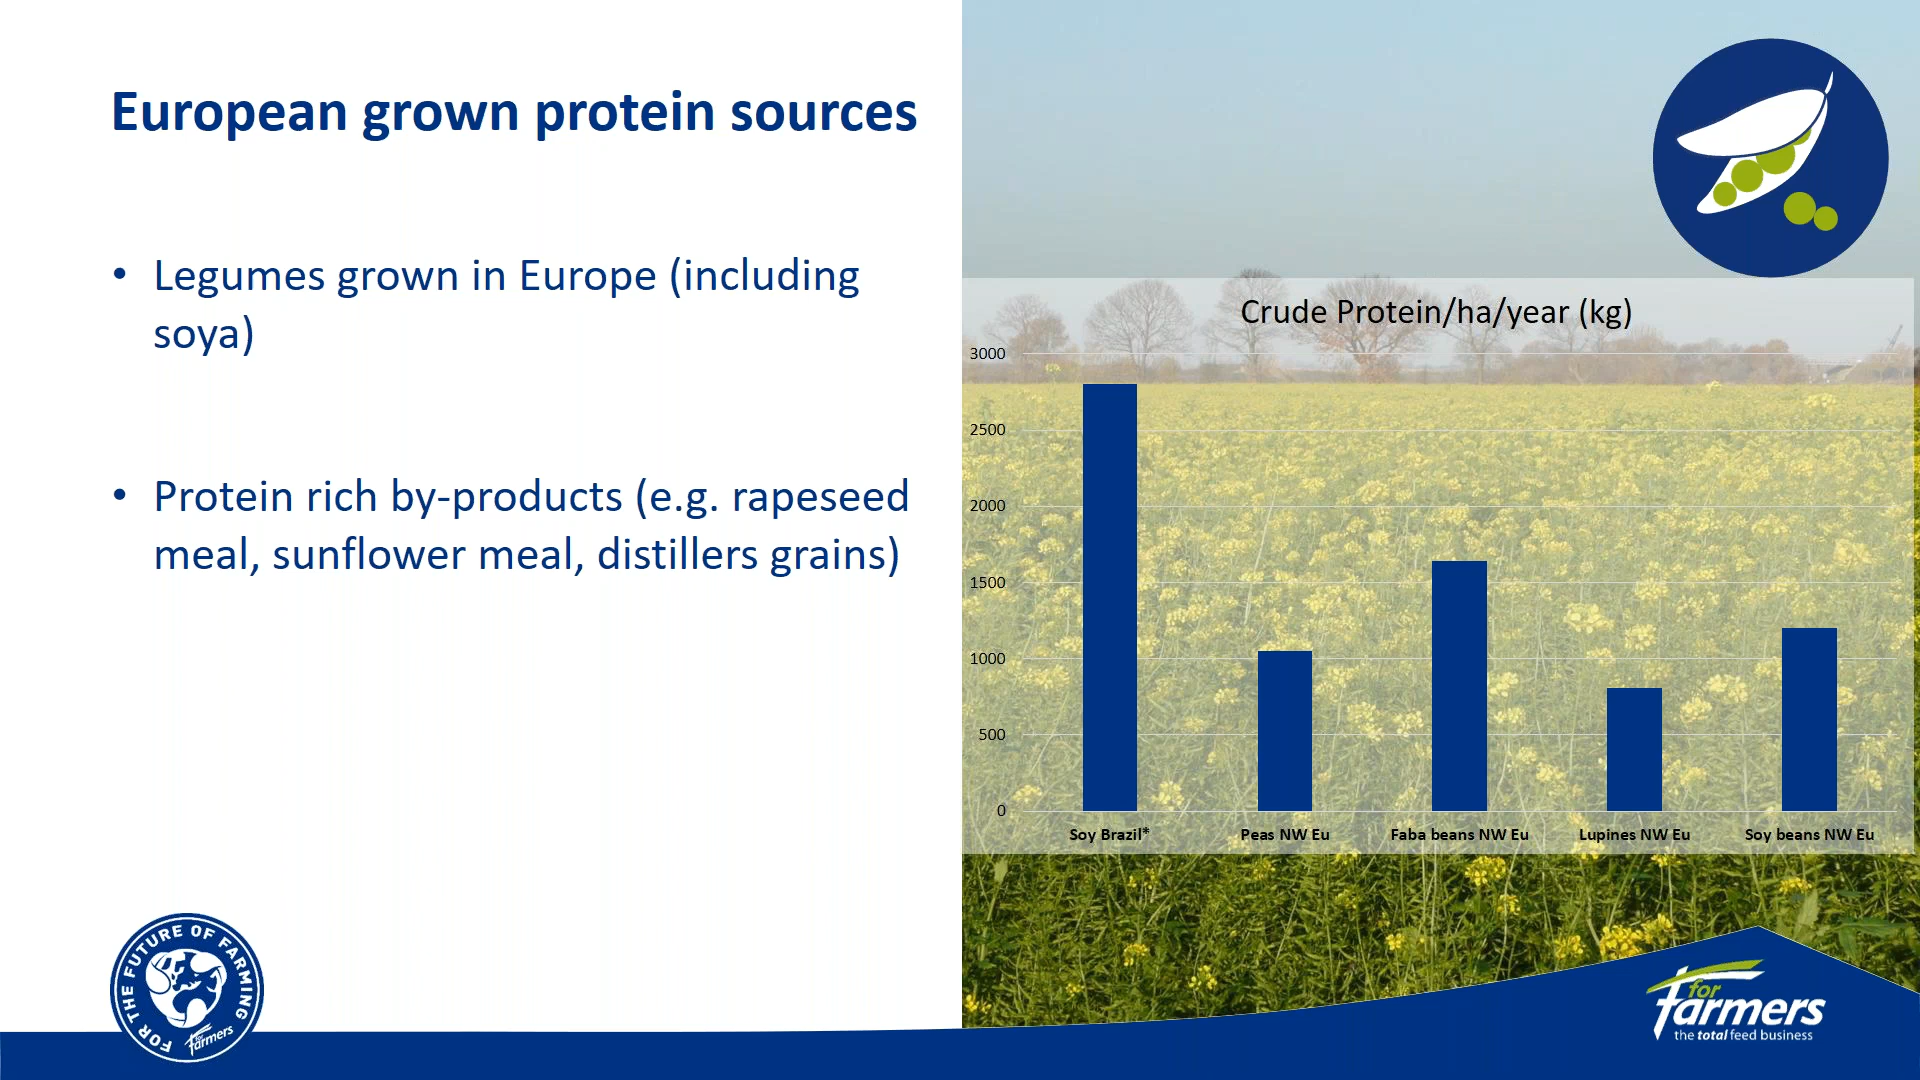 European grown protein sources
• Legumes grown in Europe (including
soya)
• Protein rich by-products (e.g. rapeseed
meal, sunflower meal, distillers grains)
Crude Protein/ha/year (kg)
3000
2500
2000
1500
1000
500
0
Soy Brazil*
Peas NW Eu
Faba beans NW Eu
Lupines NW Eu
Soy beans NW Eu
FOR THE FUTURE OF FARMING
for
farmers
for
farmers
the total feed business